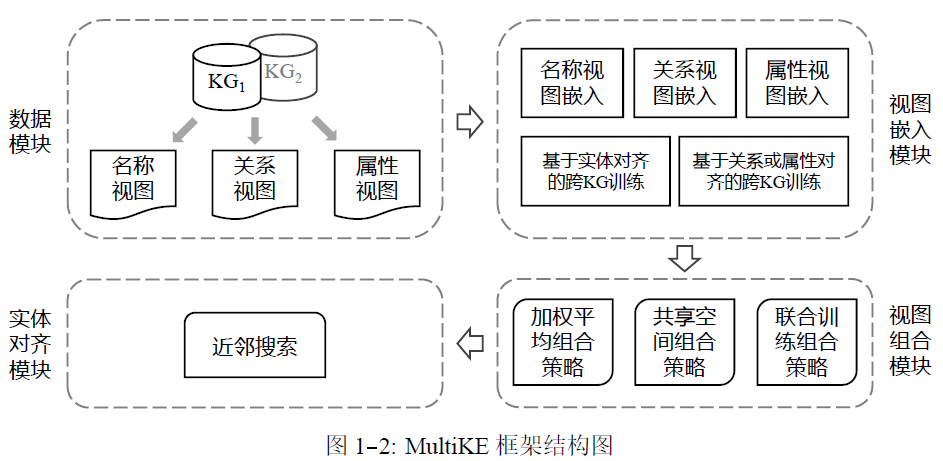 KG₁
KG₂
数据
模块
名称
视图
关系
视图
属性
视图
名称视
图嵌入
关系视
图嵌入
属性视
图嵌入
基于实体对齐
的跨KG训练
基于关系或属性对
齐的跨KG训练
视图
嵌入
模块
实体
对齐
模块
近邻搜索
加权平
均组合
策略
共享空
间组合
策略
联合训
练组合
策略
视图
组合
模块
图 1–2: MultiKE 框架结构图